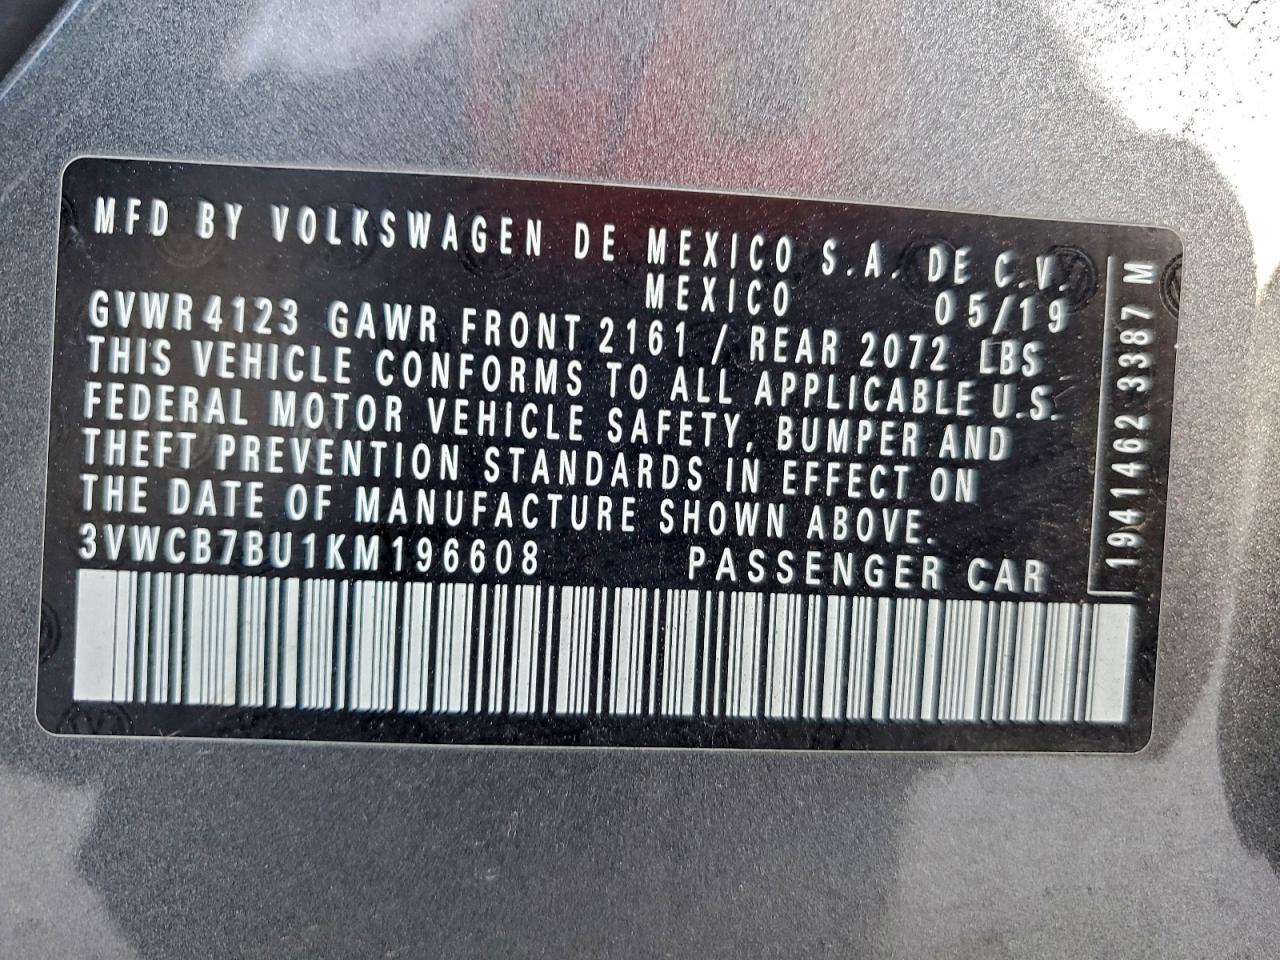 MFD BY VOLKSWAGEN DE MEXICO S.A. DE C.V.
MEXICO 05/19
GVWR 4123 GAWR FRONT 2161 / REAR 2072 LBS
THIS VEHICLE CONFORMS TO ALL APPLICABLE U.S.
FEDERAL MOTOR VEHICLE SAFETY, BUMPER AND
THEFT PREVENTION STANDARDS IN EFFECT ON
THE DATE OF MANUFACTURE SHOWN ABOVE.
3VWCB7BU1KM196608 PASSENGER CAR
1941462 3387 M